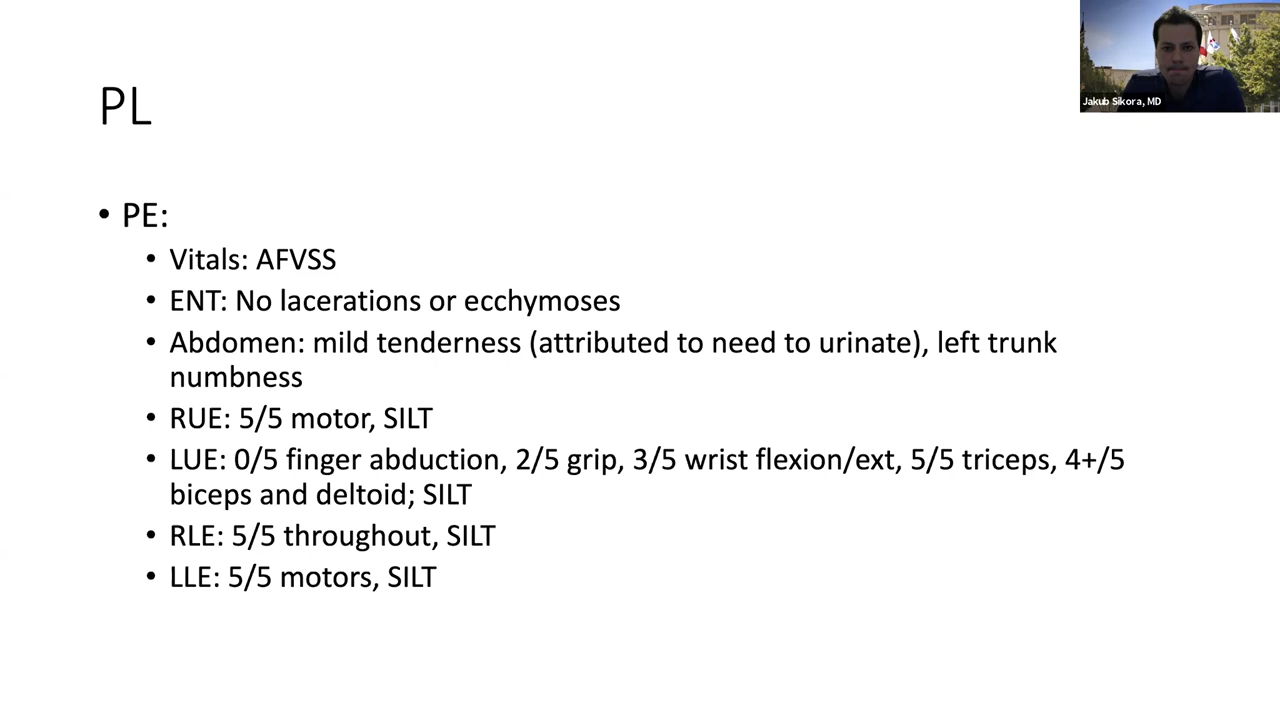 Jakub Sikora, MD
PL
• PE:
• Vitals: AFVSS
• ENT: No lacerations or ecchymoses
• Abdomen: mild tenderness (attributed to need to urinate), left trunk
numbness
• RUE: 5/5 motor, SILT
• LUE: 0/5 finger abduction, 2/5 grip, 3/5 wrist flexion/ext, 5/5 triceps, 4+/5
biceps and deltoid; SILT
• RLE: 5/5 throughout, SILT
• LLE: 5/5 motors, SILT